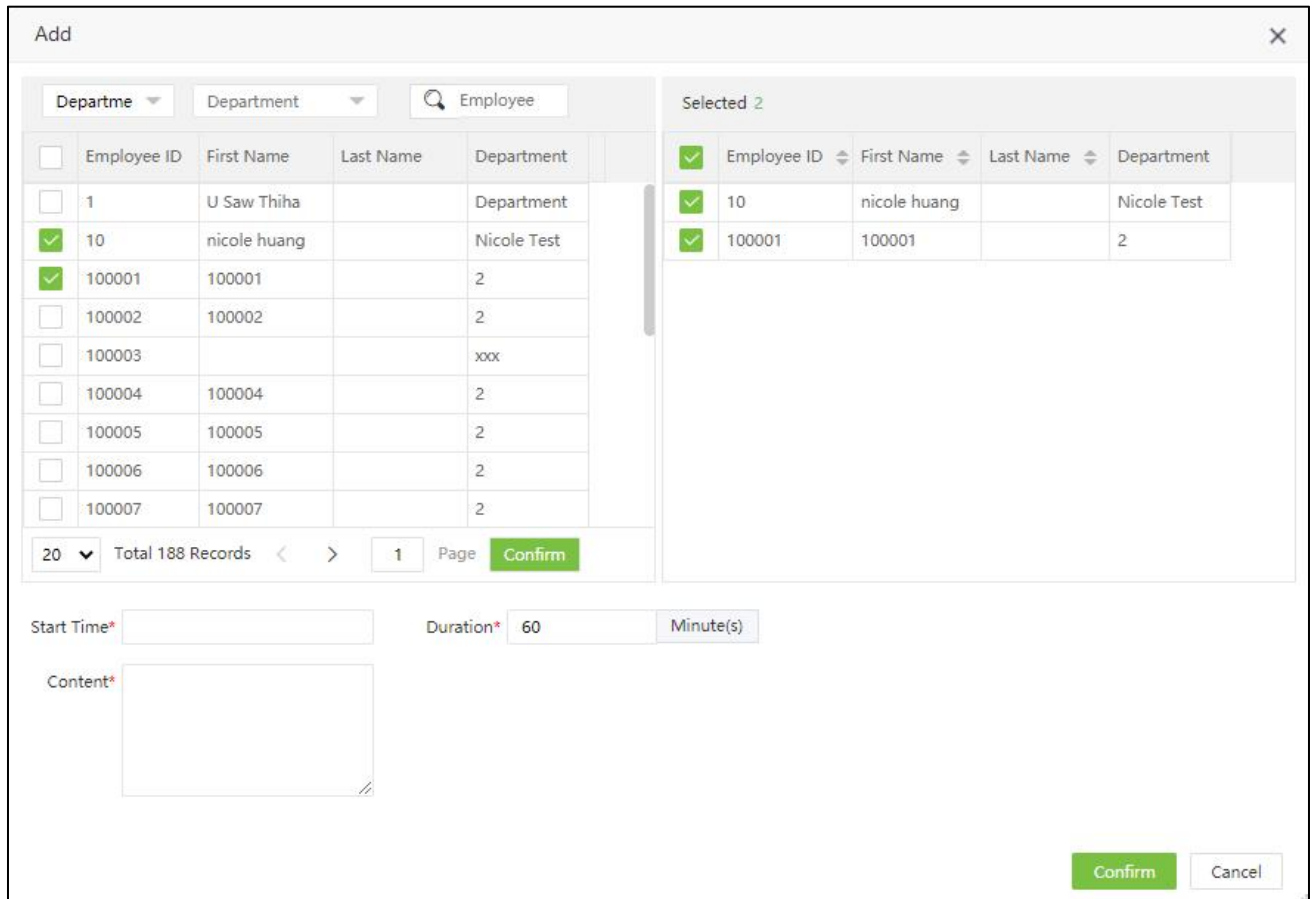 Add
Departme Department Employee
Employee ID First Name Last Name Department
1 U Saw Thiha Department
10 nicole huang Nicole Test
100001 100001 2
100002 100002 2
100003 xxx
100004 100004 2
100005 100005 2
100006 100006 2
100007 100007 2
20 Total 188 Records < > 1 Page Confirm
Selected 2
Employee ID First Name Last Name Department
10 nicole huang Nicole Test
100001 100001 2
Start Time* Duration* 60 Minute(s)
Content*
Confirm Cancel